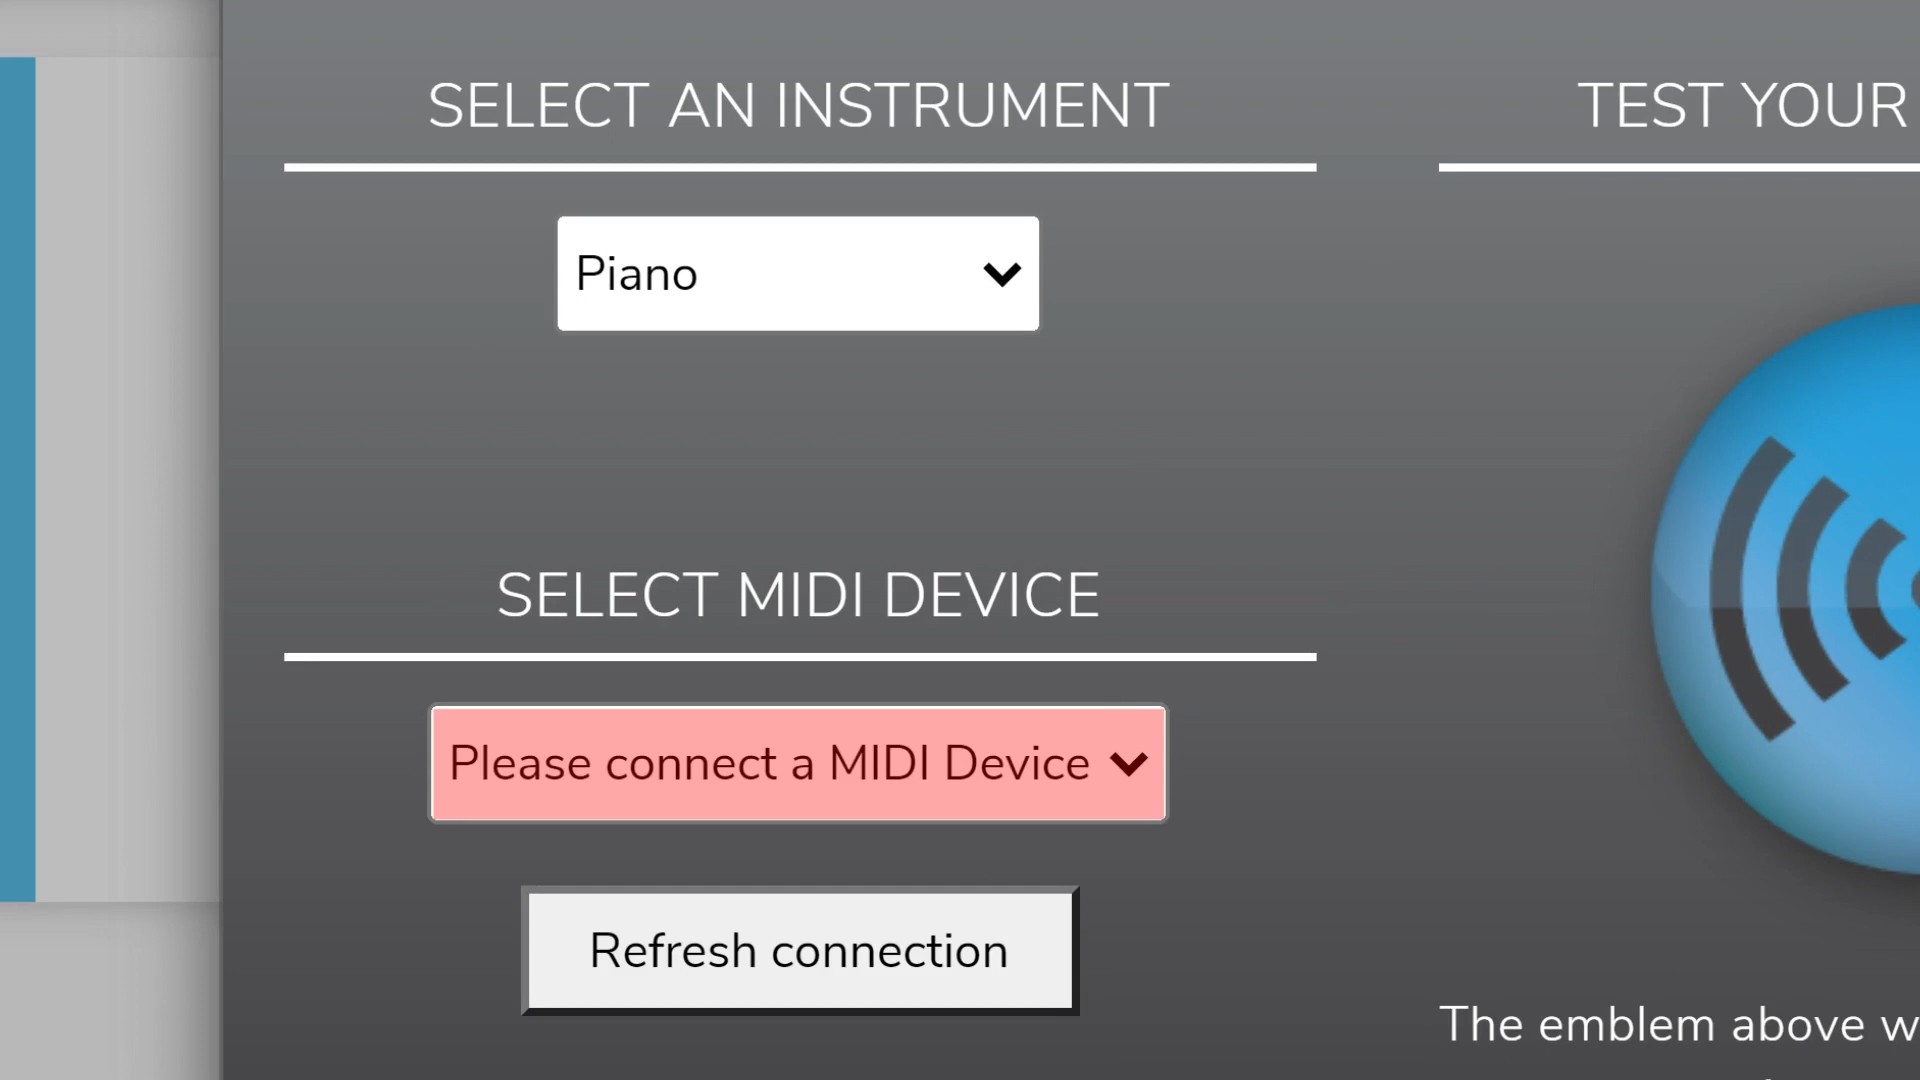 SELECT AN INSTRUMENT
Piano
SELECT MIDI DEVICE
Please connect a MIDI Device
Refresh connection
TEST YOUR
The emblem above w